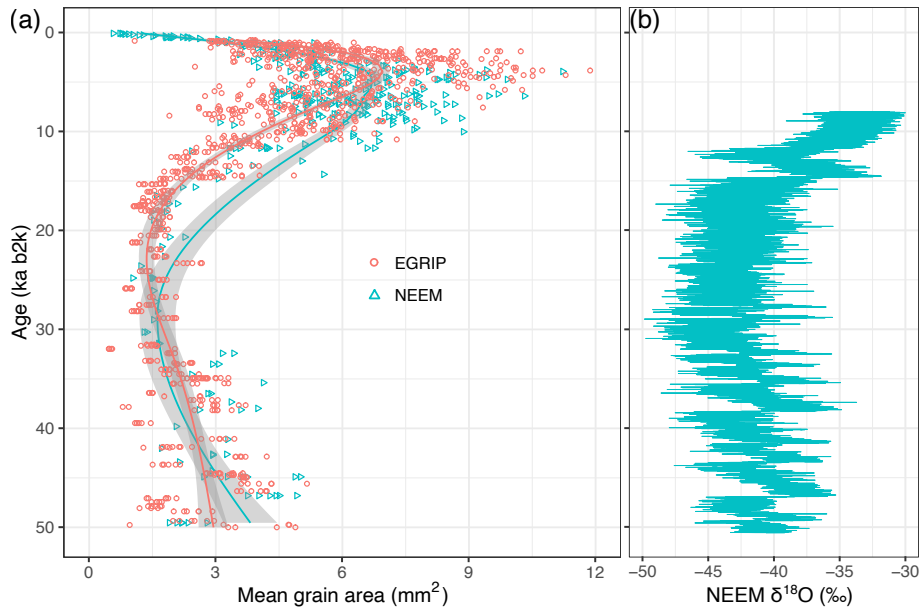 (a)
(b)
0
10
20
30
40
50
Age (ka b2k)
EGRIP
NEEM
0 3 6 9 12
Mean grain area (mm²)
−50 −45 −40 −35 −30
NEEM δ¹⁸O (‰)